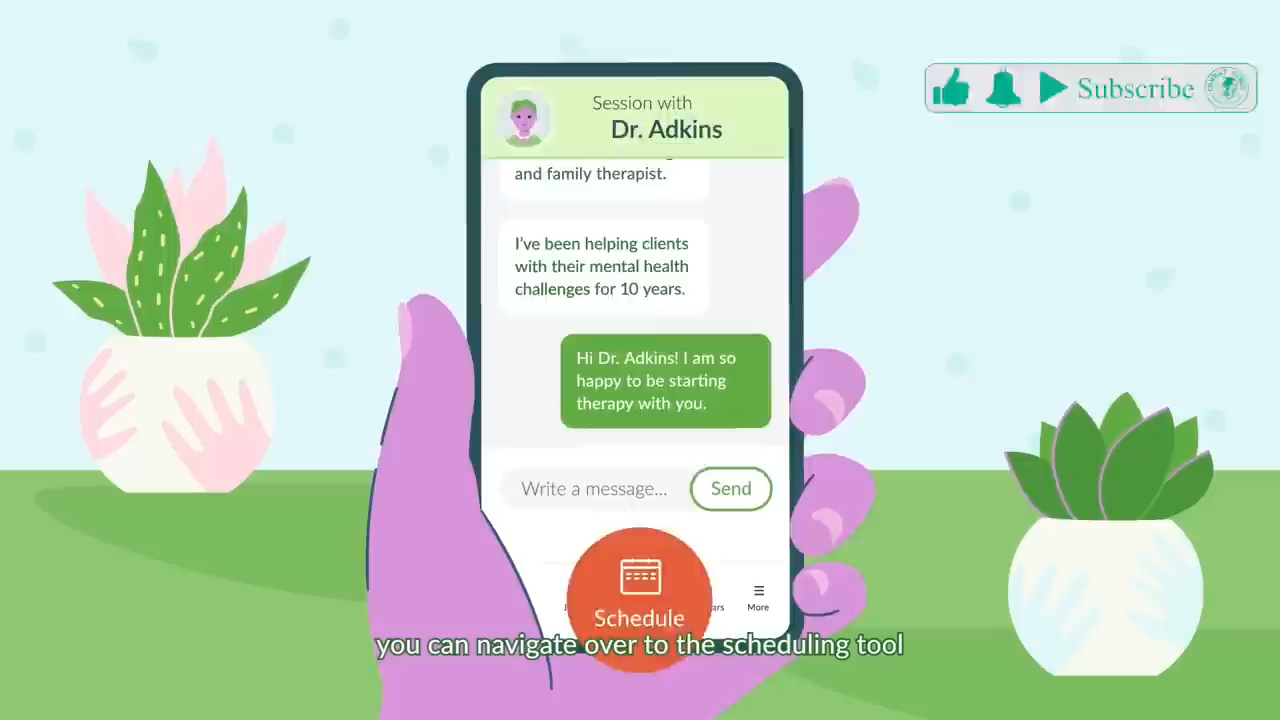 Session with
Dr. Adkins
Subscribe
and family therapist.
I've been helping clients
with their mental health
challenges for 10 years.
Hi Dr. Adkins! I am so
happy to be starting
therapy with you.
Write a message...
Send
Schedule
More
you can navigate over to the scheduling tool